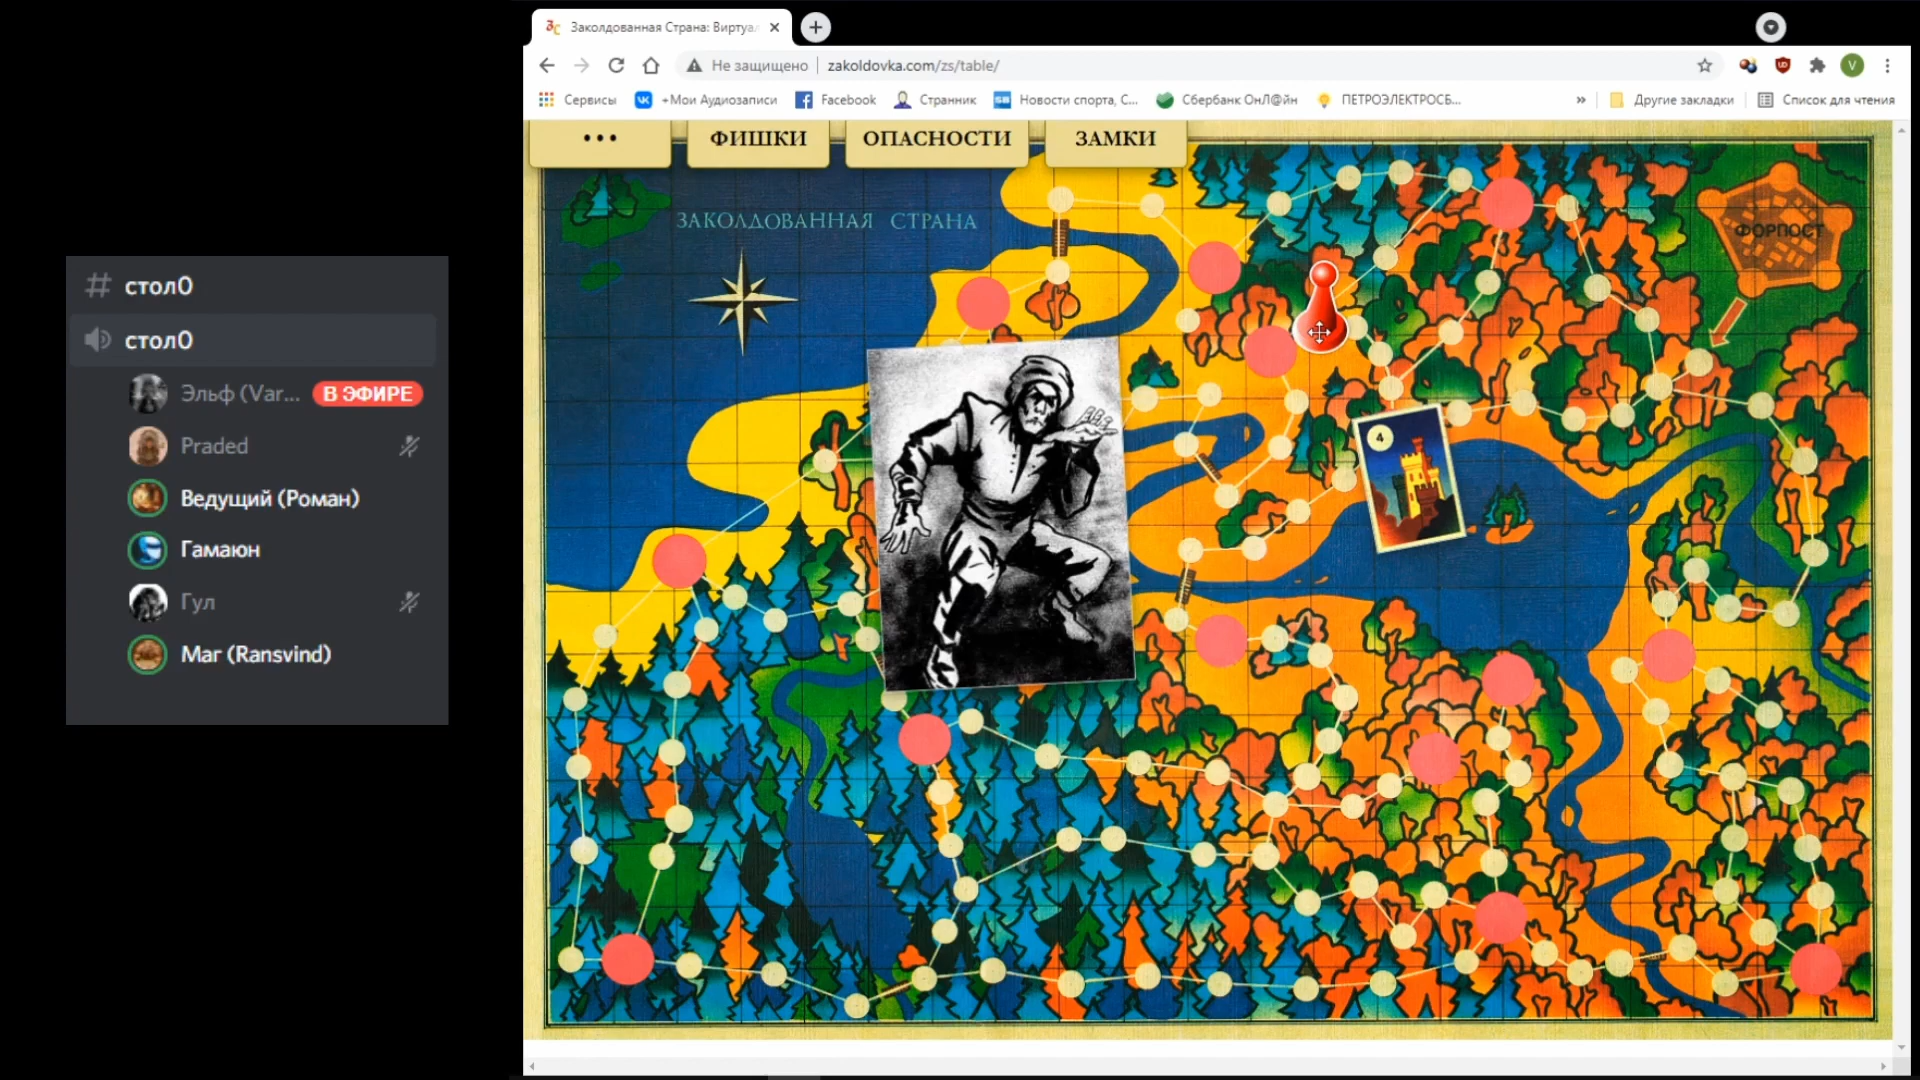 # стол0
стол0
Эльф (Var...
В ЭФИРЕ
Praded
Ведущий (Роман)
Гамаюн
Гул
Маг (Ransvind)
Заколдованная Страна: Виртуал
Не защищено
zakoldovka.com/zs/table/
V
Сервисы
+Мои Аудиозаписи
Facebook
Странник
Новости спорта, С...
Сбербанк ОнЛ@йн
ПЕТРОЭЛЕКТРОСБ...
»
Другие закладки
Список для чтения
•••
ФИШКИ
ОПАСНОСТИ
ЗАМКИ
ЗАКОЛДОВАННАЯ СТРАНА
ФОРПОСТ
4